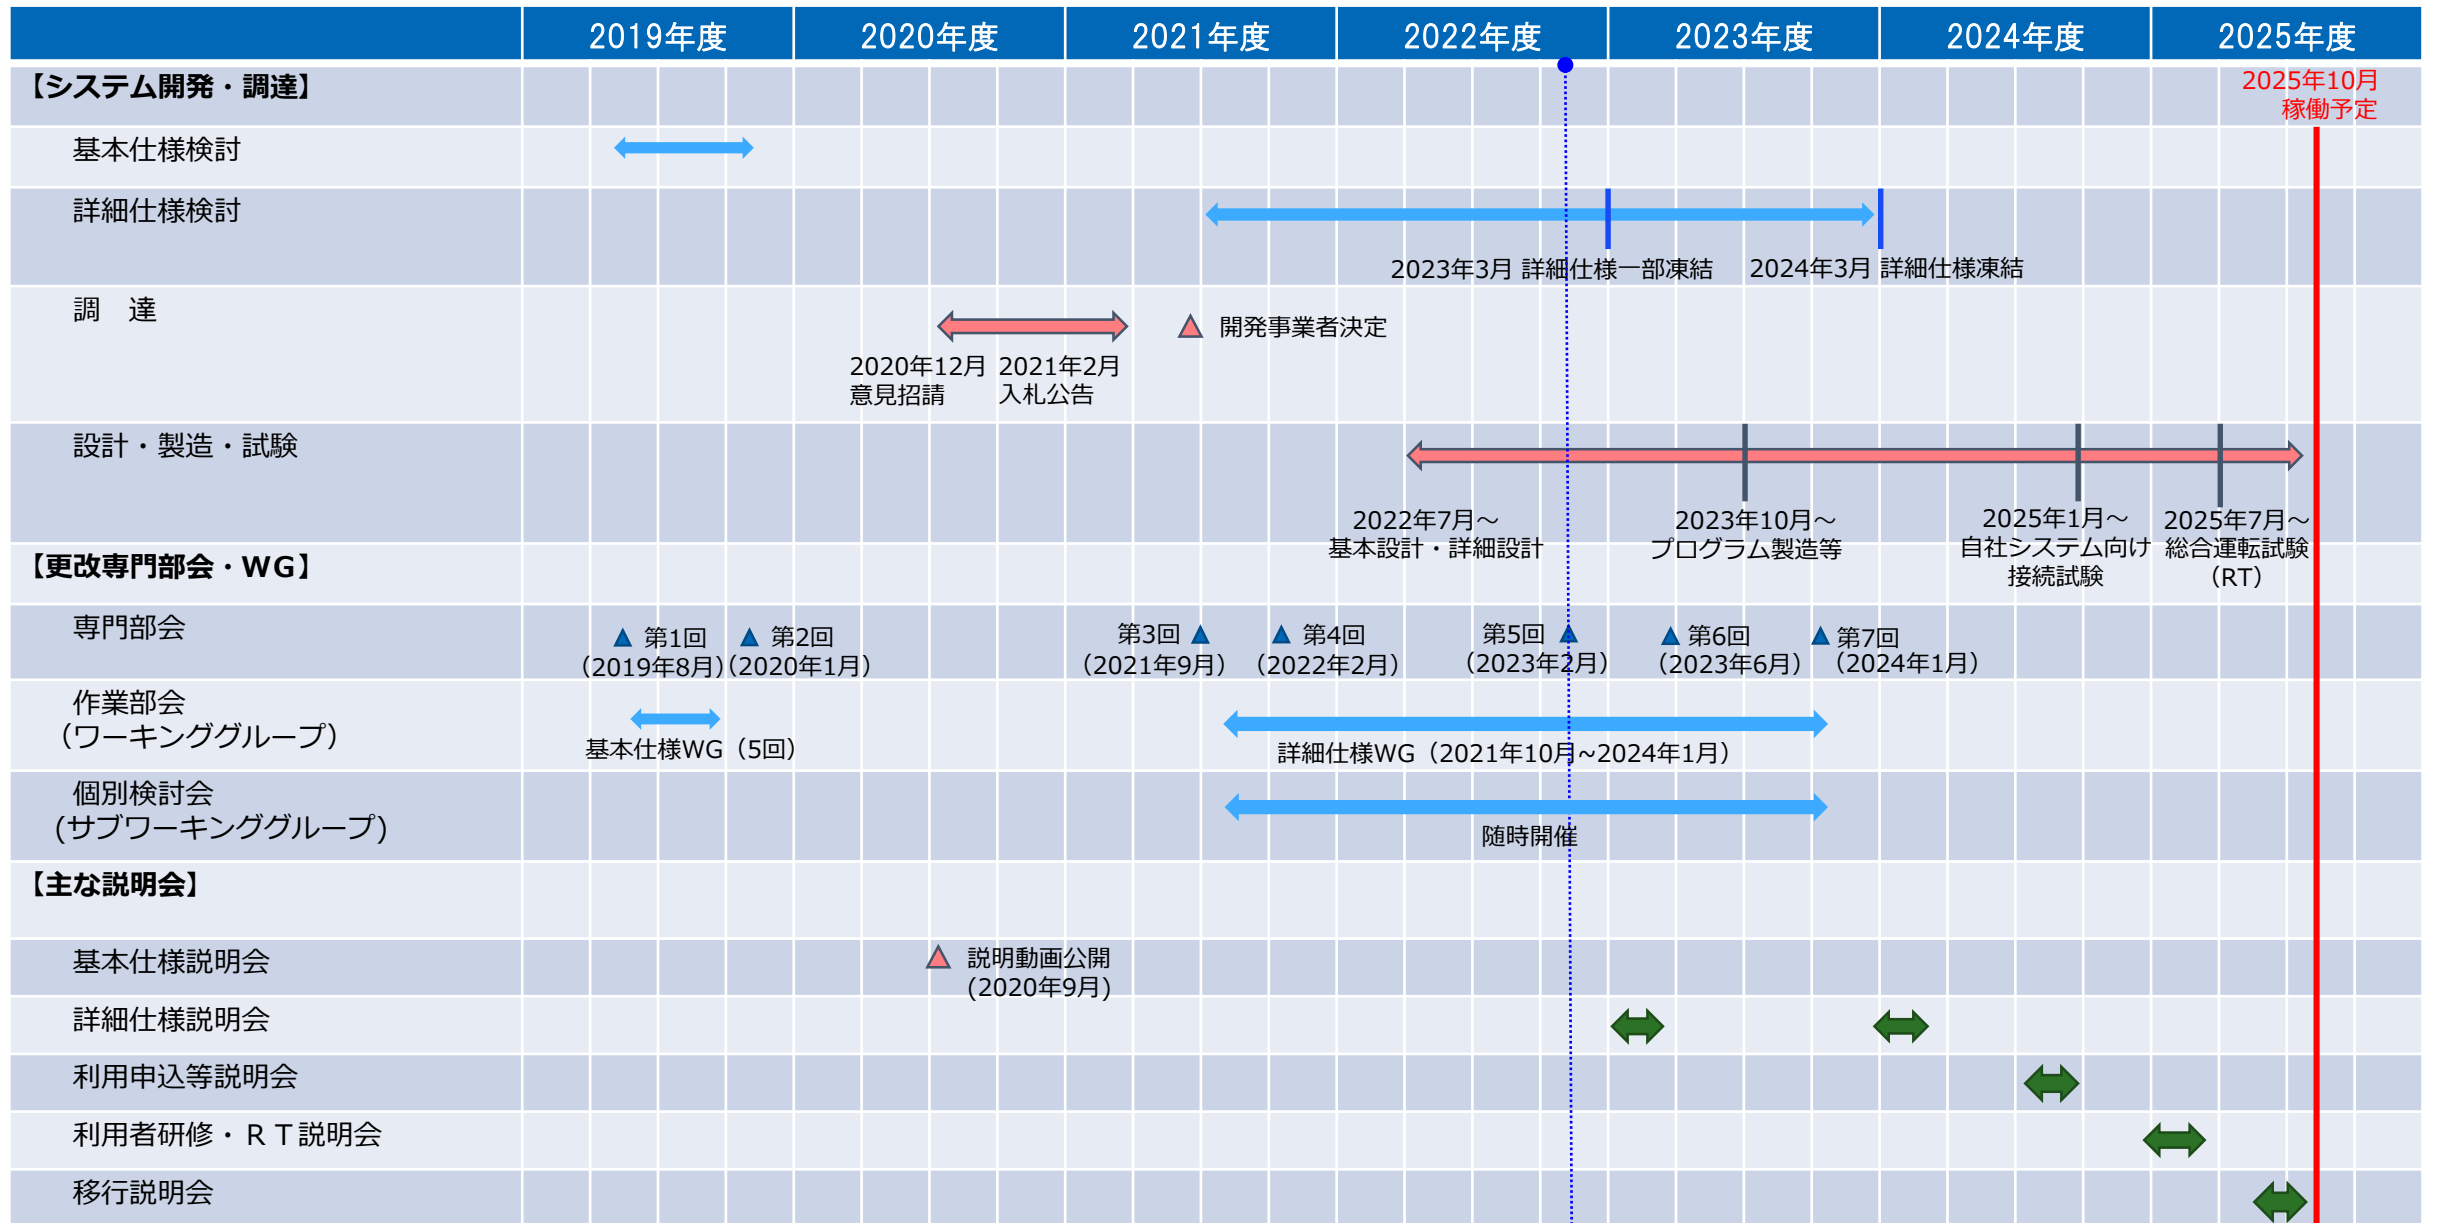 2019年度 2020年度 2021年度 2022年度 2023年度 2024年度 2025年度
【システム開発・調達】
2025年10月
稼働予定
基本仕様検討
詳細仕様検討
2023年3月 詳細仕様一部凍結 2024年3月 詳細仕様凍結
調　達
開発事業者決定
2020年12月
意見招請
2021年2月
入札公告
設計・製造・試験
2022年7月～
基本設計・詳細設計
2023年10月～
プログラム製造等
2025年1月～
自社システム向け
接続試験
2025年7月～
総合運転試験
（RT）
【更改専門部会・WG】
専門部会
第1回
（2019年8月）
第2回
（2020年1月）
第3回
（2021年9月）
第4回
（2022年2月）
第5回
（2023年2月）
第6回
（2023年6月）
第7回
（2024年1月）
作業部会
（ワーキンググループ）
基本仕様WG（5回）
詳細仕様WG（2021年10月~2024年1月）
個別検討会
(サブワーキンググループ)
随時開催
【主な説明会】
基本仕様説明会
説明動画公開
(2020年9月)
詳細仕様説明会
利用申込等説明会
利用者研修・ＲＴ説明会
移行説明会